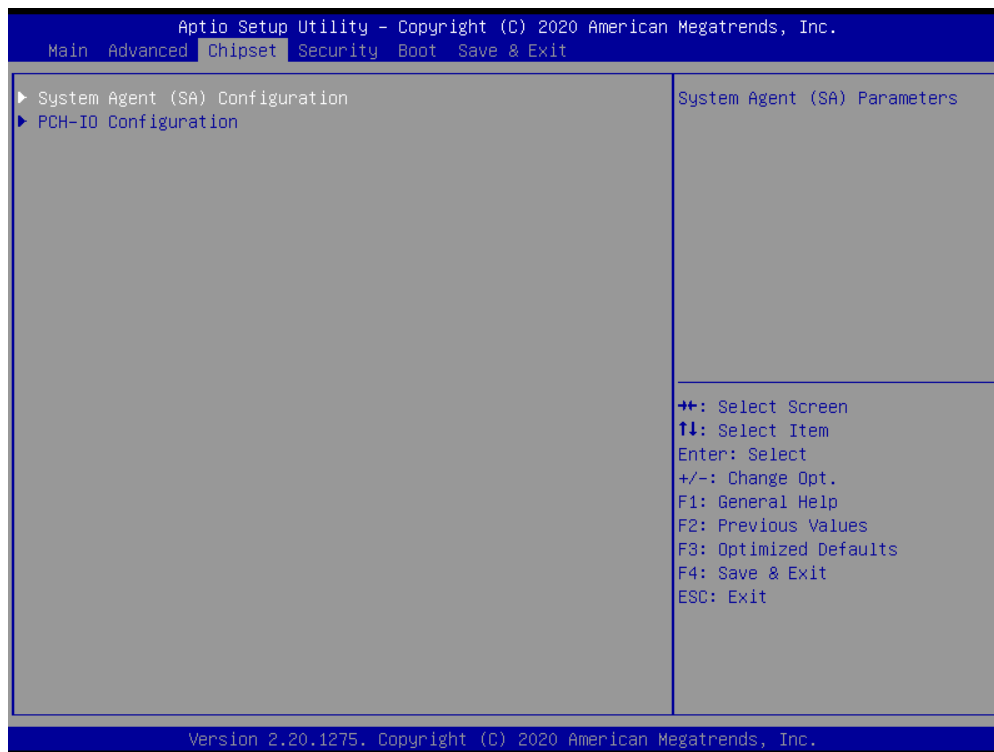 Aptio Setup Utility – Copyright (C) 2020 American Megatrends, Inc.
Main Advanced Chipset Security Boot Save & Exit
▶ System Agent (SA) Configuration
▶ PCH-IO Configuration
System Agent (SA) Parameters
→←: Select Screen
↑↓: Select Item
Enter: Select
+/-: Change Opt.
F1: General Help
F2: Previous Values
F3: Optimized Defaults
F4: Save & Exit
ESC: Exit
Version 2.20.1275. Copyright (C) 2020 American Megatrends, Inc.